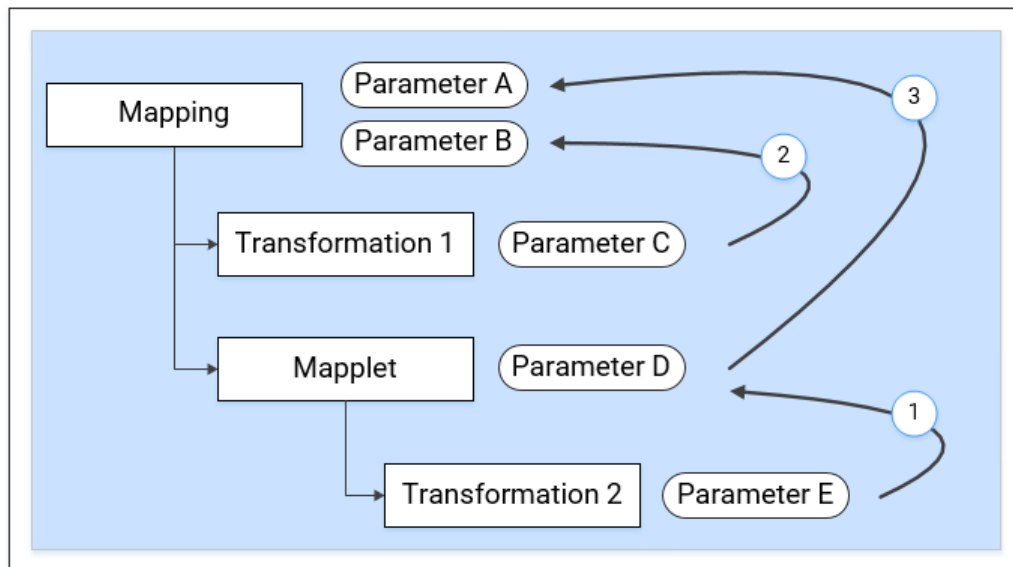 Mapping
Parameter A
Parameter B
3
2
Transformation 1
Parameter C
Mapplet
Parameter D
1
Transformation 2
Parameter E